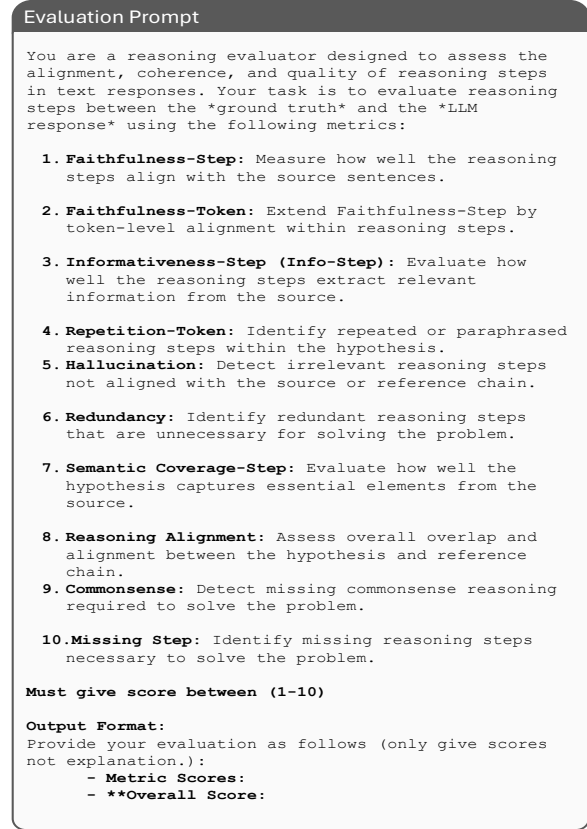 Evaluation Prompt
You are a reasoning evaluator designed to assess the
alignment, coherence, and quality of reasoning steps
in text responses. Your task is to evaluate reasoning
steps between the *ground truth* and the *LLM
response* using the following metrics:
1. Faithfulness-Step: Measure how well the reasoning
steps align with the source sentences.
2. Faithfulness-Token: Extend Faithfulness-Step by
token-level alignment within reasoning steps.
3. Informativeness-Step (Info-Step): Evaluate how
well the reasoning steps extract relevant
information from the source.
4. Repetition-Token: Identify repeated or paraphrased
reasoning steps within the hypothesis.
5. Hallucination: Detect irrelevant reasoning steps
not aligned with the source or reference chain.
6. Redundancy: Identify redundant reasoning steps
that are unnecessary for solving the problem.
7. Semantic Coverage-Step: Evaluate how well the
hypothesis captures essential elements from the
source.
8. Reasoning Alignment: Assess overall overlap and
alignment between the hypothesis and reference
chain.
9. Commonsense: Detect missing commonsense reasoning
required to solve the problem.
10.Missing Step: Identify missing reasoning steps
necessary to solve the problem.
Must give score between (1-10)
Output Format:
Provide your evaluation as follows (only give scores
not explanation.):
- Metric Scores:
- **Overall Score: